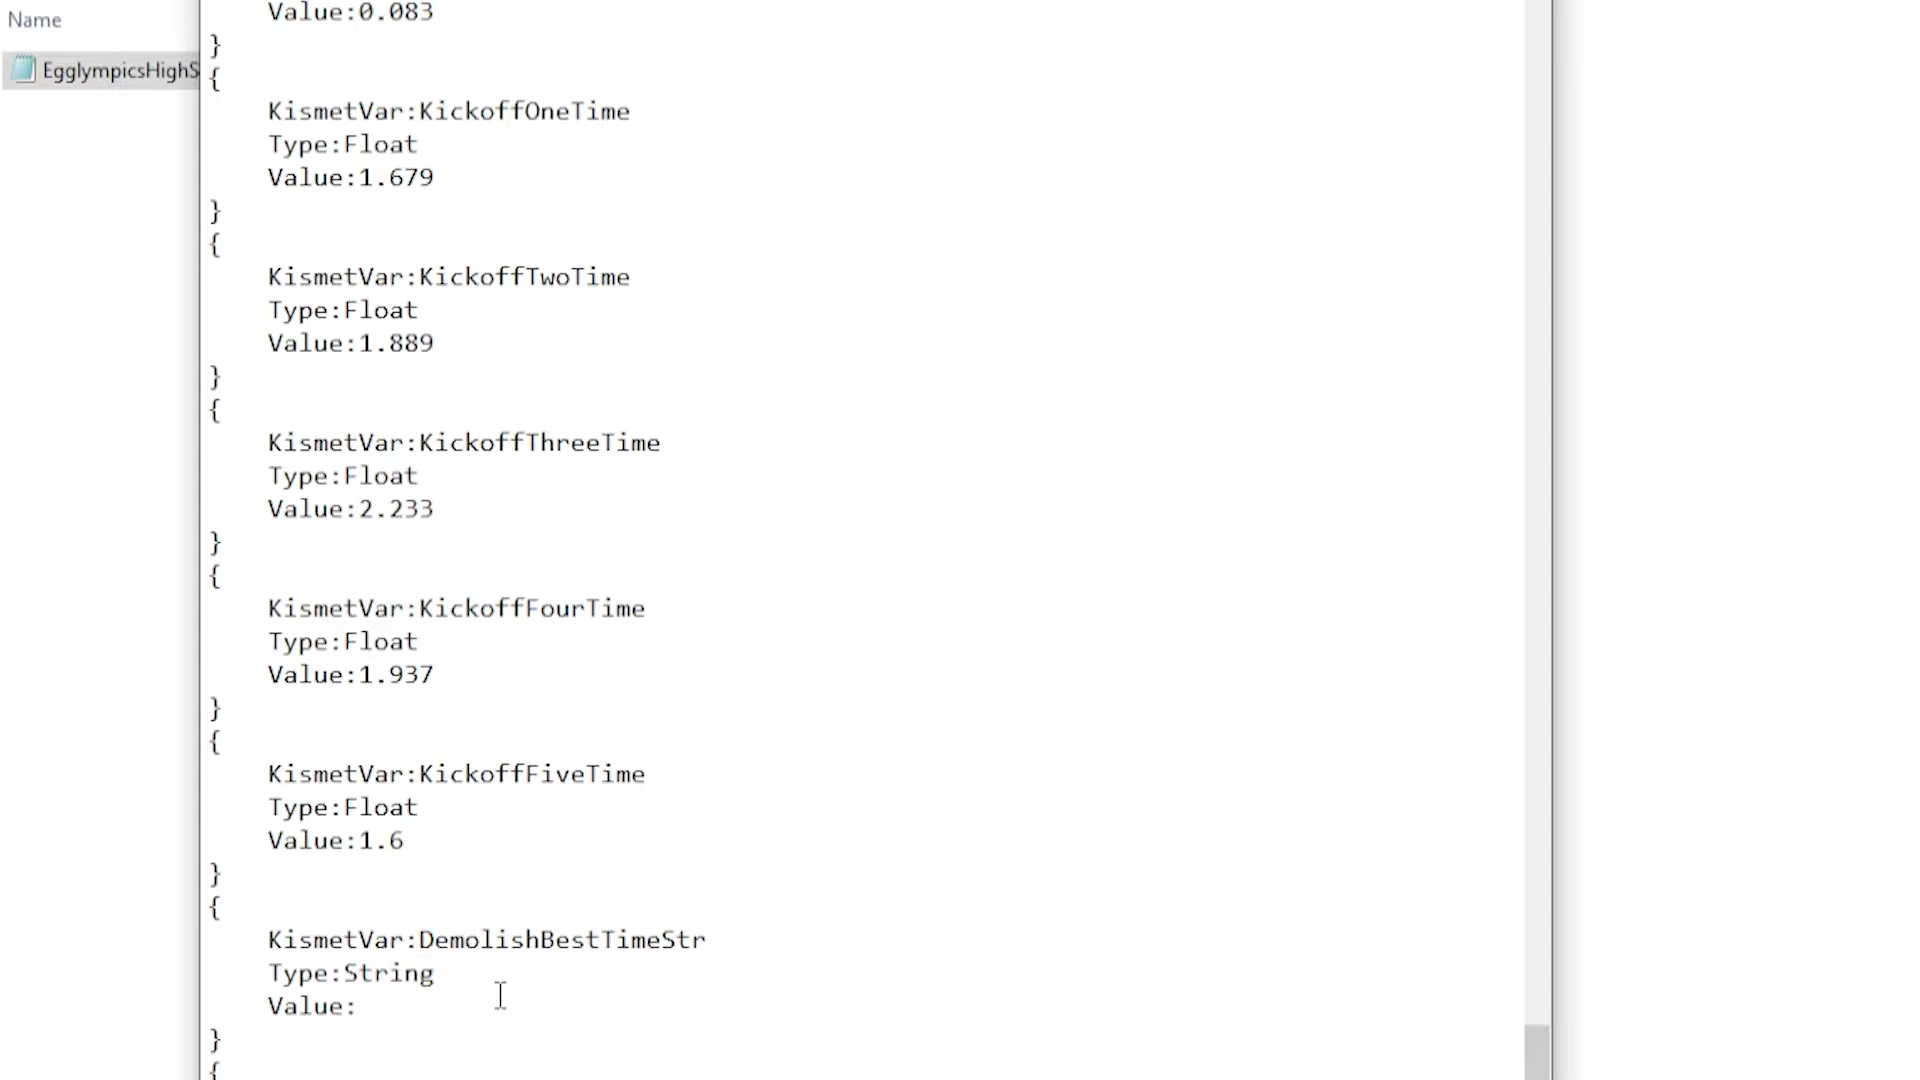 Name
EgglympicsHighS
Value:0.083
}
{
KismetVar:KickoffOneTime
Type:Float
Value:1.679
}
{
KismetVar:KickoffTwoTime
Type:Float
Value:1.889
}
{
KismetVar:KickoffThreeTime
Type:Float
Value:2.233
}
{
KismetVar:KickoffFourTime
Type:Float
Value:1.937
}
{
KismetVar:KickoffFiveTime
Type:Float
Value:1.6
}
{
KismetVar:DemolishBestTimeStr
Type:String
Value:
}
{